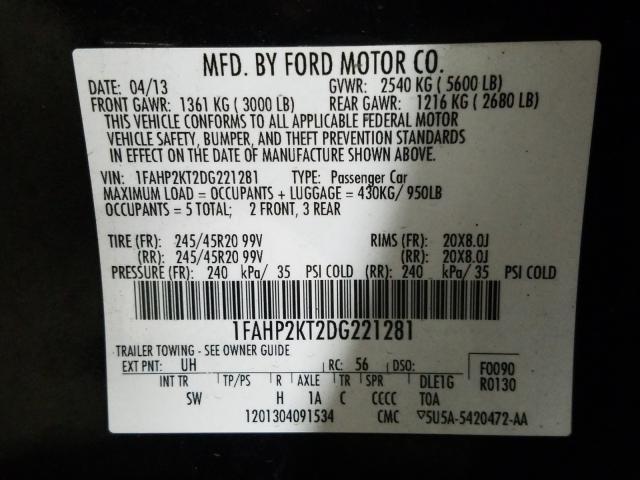 MFD. BY FORD MOTOR CO.
DATE: 04/13 GVWR: 2540 KG ( 5600 LB)
FRONT GAWR: 1361 KG ( 3000 LB) REAR GAWR: 1216 KG ( 2680 LB)
THIS VEHICLE CONFORMS TO ALL APPLICABLE FEDERAL MOTOR
VEHICLE SAFETY, BUMPER, AND THEFT PREVENTION STANDARDS
IN EFFECT ON THE DATE OF MANUFACTURE SHOWN ABOVE.
VIN: 1FAHP2KT2DG221281 TYPE: Passenger Car
MAXIMUM LOAD = OCCUPANTS + LUGGAGE = 430KG/ 950LB
OCCUPANTS = 5 TOTAL; 2 FRONT, 3 REAR
TIRE (FR): 245/45R20 99V RIMS (FR): 20X8.0J
(RR): 245/45R20 99V (RR): 20X8.0J
PRESSURE (FR): 240 kPa/ 35 PSI COLD (RR): 240 kPa/ 35 PSI COLD
1FAHP2KT2DG221281
TRAILER TOWING - SEE OWNER GUIDE
EXT PNT: UH RC: 56 DSO: F0090
INT TR TP/PS R AXLE TR SPR DLE1G R0130
SW H 1A C CCCC TOA
1201304091534 CMC ▽5U5A-5420472-AA